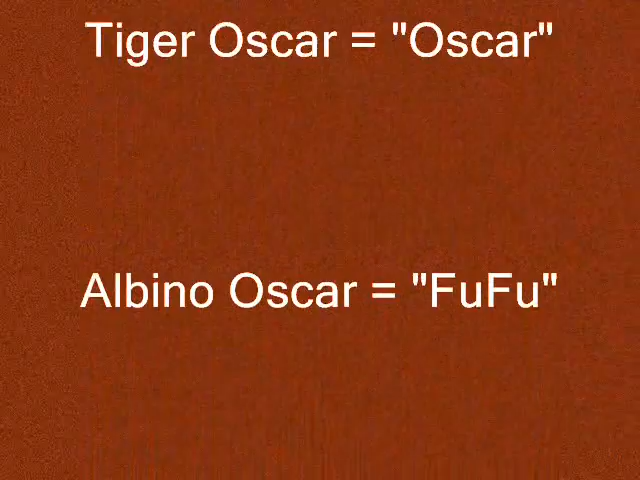 Tiger Oscar = "Oscar"
Albino Oscar = "FuFu"